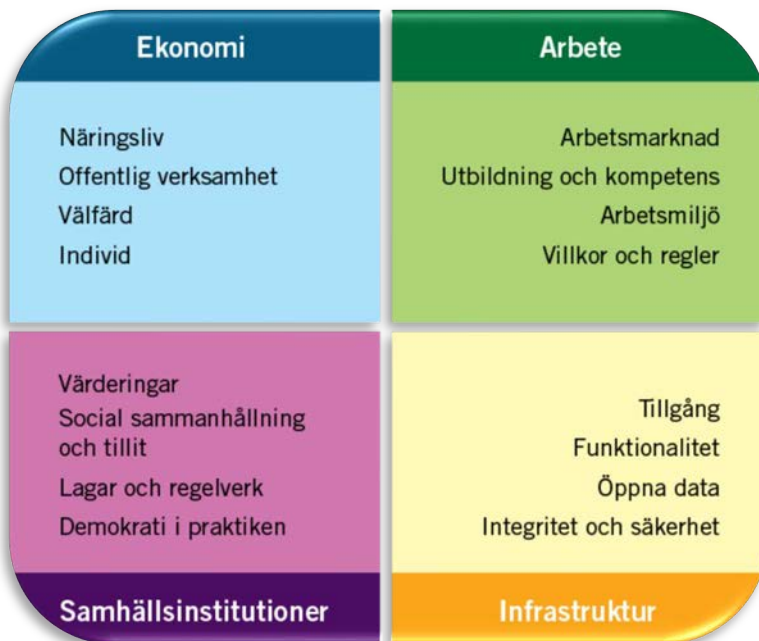 Ekonomi
Näringsliv
Offentlig verksamhet
Välfärd
Individ
Arbete
Arbetsmarknad
Utbildning och kompetens
Arbetsmiljö
Villkor och regler
Värderingar
Social sammanhållning
och tillit
Lagar och regelverk
Demokrati i praktiken
Samhällsinstitutioner
Tillgång
Funktionalitet
Öppna data
Integritet och säkerhet
Infrastruktur